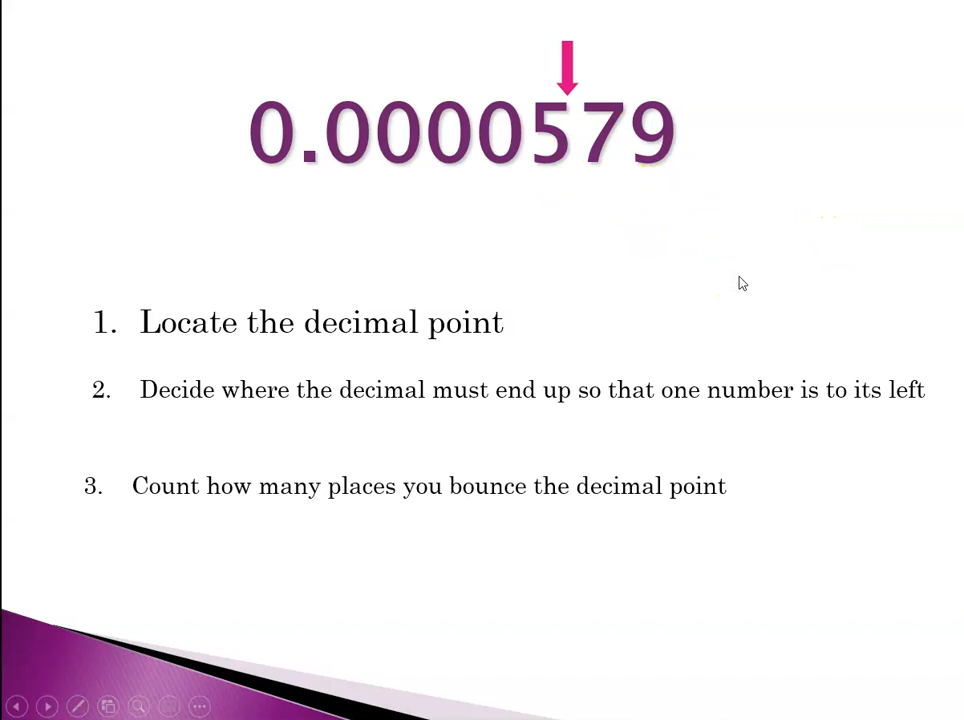 0.0000579
1. Locate the decimal point
2. Decide where the decimal must end up so that one number is to its left
3. Count how many places you bounce the decimal point